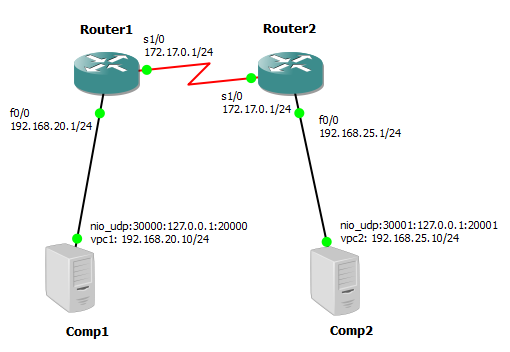 Router1
Router2
s1/0
172.17.0.1/24
s1/0
172.17.0.1/24
f0/0
192.168.20.1/24
f0/0
192.168.25.1/24
nio_udp:30000:127.0.0.1:20000
vpc1: 192.168.20.10/24
nio_udp:30001:127.0.0.1:20001
vpc2: 192.168.25.10/24
Comp1
Comp2